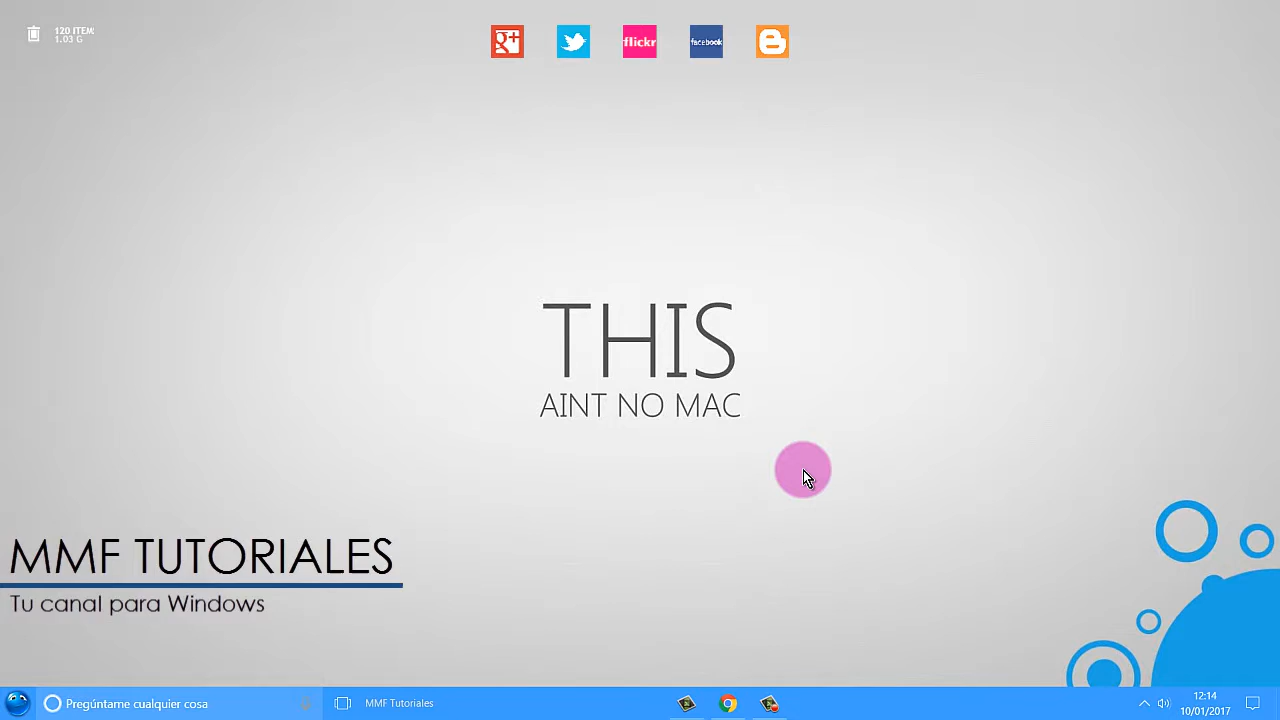 120 ITEM:
1.03 G
flickr
facebook
THIS
AINT NO MAC
MMF TUTORIALES
Tu canal para Windows
Pregúntame cualquier cosa
MMF Tutoriales
12:14
10/01/2017